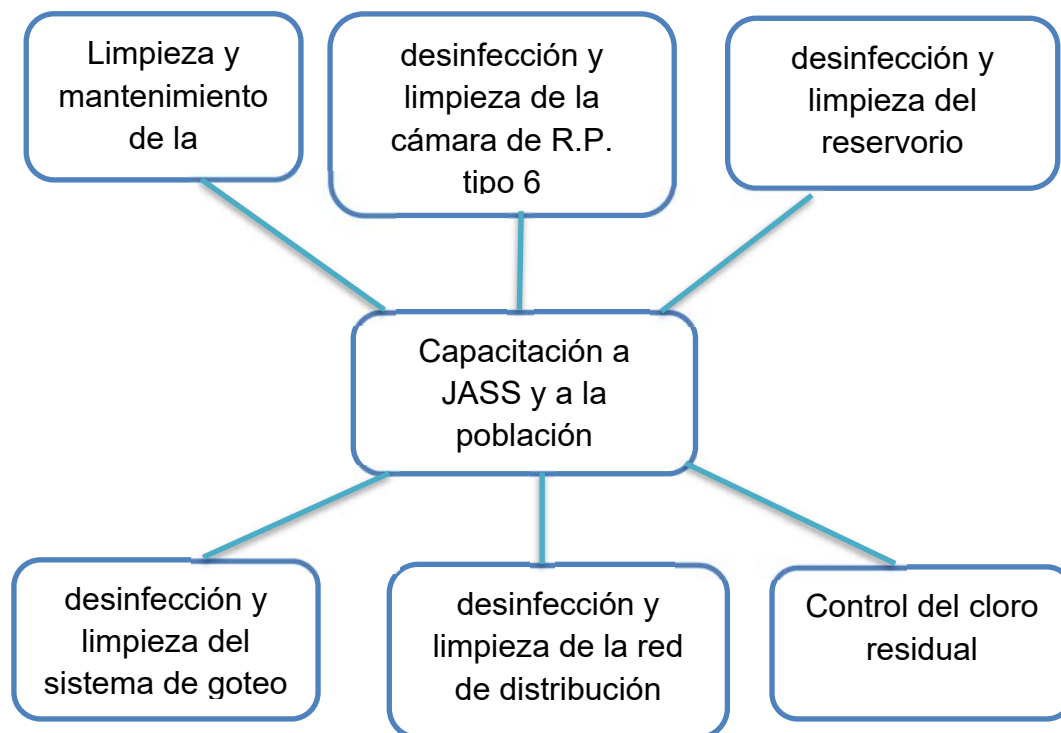 Limpieza y
mantenimiento
de la
desinfección y
limpieza de la
cámara de R.P.
tipo 6
desinfección y
limpieza del
reservorio
Capacitación a
JASS y a la
población
desinfección y
limpieza del
sistema de goteo
desinfección y
limpieza de la red
de distribución
Control del cloro
residual